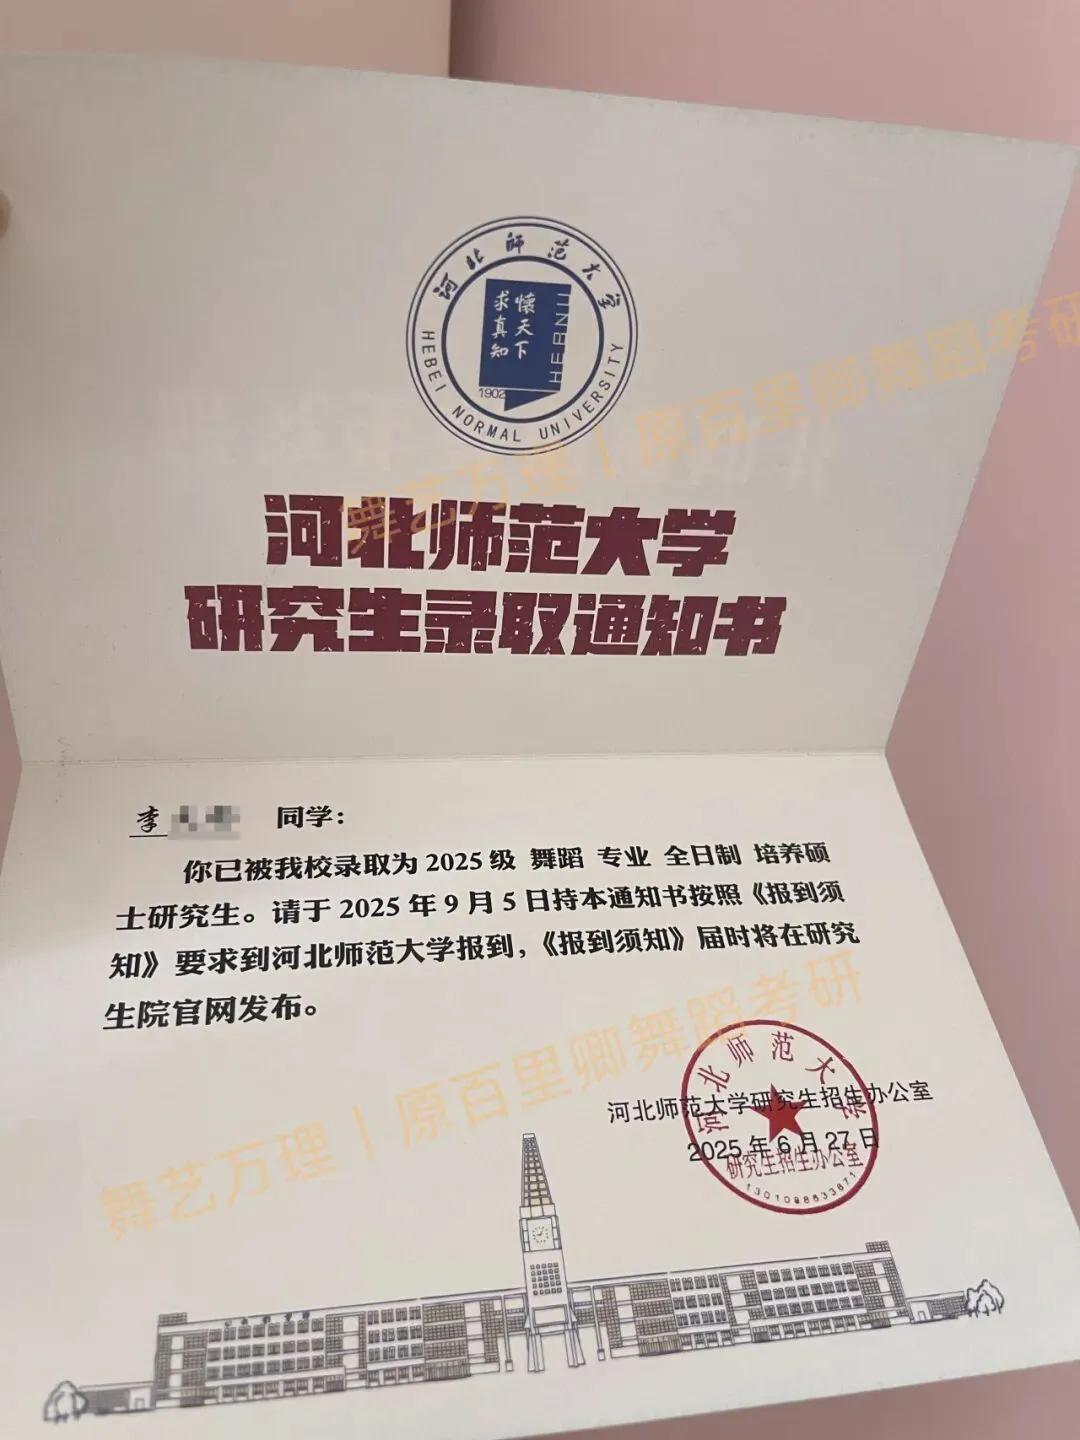 河北师范大学
懷天下
求真知
HEBNU
1902
HEBEI NORMAL UNIVERSITY
河北师范大学
研究生录取通知书
舞艺万理丨原百里卿舞蹈考研
李 同学：
你已被我校录取为 2025 级 舞蹈 专业 全日制 培养硕
士研究生。请于 2025 年 9 月 5 日持本通知书按照《报到须
知》要求到河北师范大学报到，《报到须知》届时将在研究
生院官网发布。
河北师范大学研究生招生办公室
2025 年 6 月 27 日
河北师范大学
研究生招生办公室
舞艺万理丨原百里卿舞蹈考研